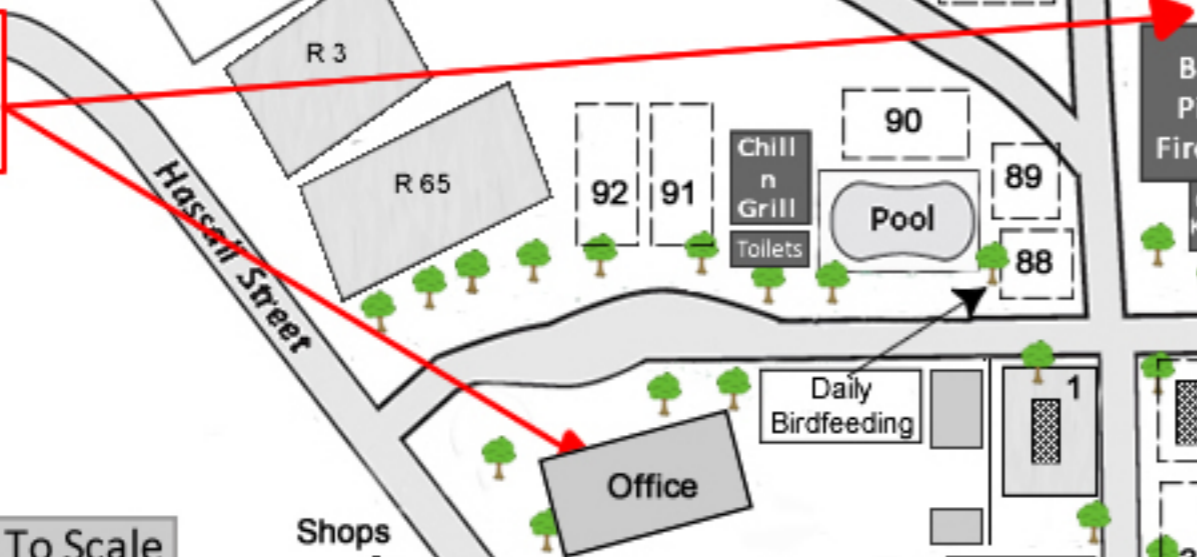 R 3
R 65
Hassall Street
92
91
Chill
n
Grill
Toilets
90
Pool
89
88
Daily
Birdfeeding
1
Office
Shops
To Scale